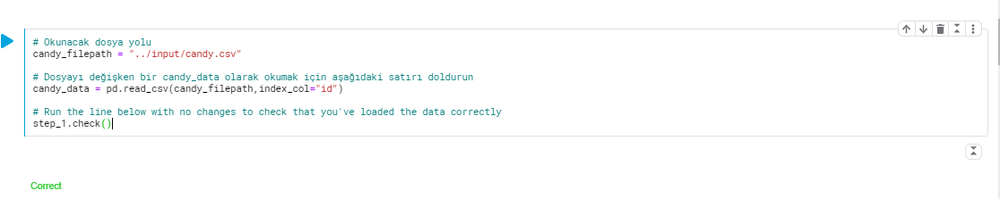 # Okunacak dosya yolu
candy_filepath = "../input/candy.csv"
# Dosyayı değişken bir candy_data olarak okumak için aşağıdaki satırı doldurun
candy_data = pd.read_csv(candy_filepath,index_col="id")
# Run the line below with no changes to check that you've loaded the data correctly
step_1.check()
Correct